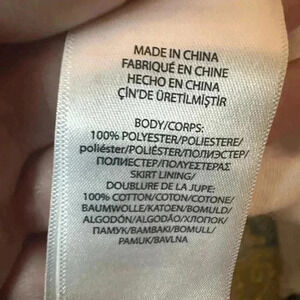 MADE IN CHINA
FABRIQUÉ EN CHINE
HECHO EN CHINA
ÇİN'DE ÜRETİLMİŞTİR
BODY/CORPS:
100% POLYESTER/POLIESTERE/
poliéster/POLIÉSTER/ПОЛИЭСТЕР/
ПОЛИЕСТЕР/ΠΟΛΥΕΣΤΕΡΑΣ
SKIRT LINING/
DOUBLURE DE LA JUPE:
100% COTTON/COTON/COTONE/
BAUMWOLLE/KATOEN/BOMULD/
ALGODÓN/ALGODÃO/ХЛОПОК/
ПАМУК/ΒΑΜΒΑΚΙ/BOMULL/
PAMUK/BAVLNA